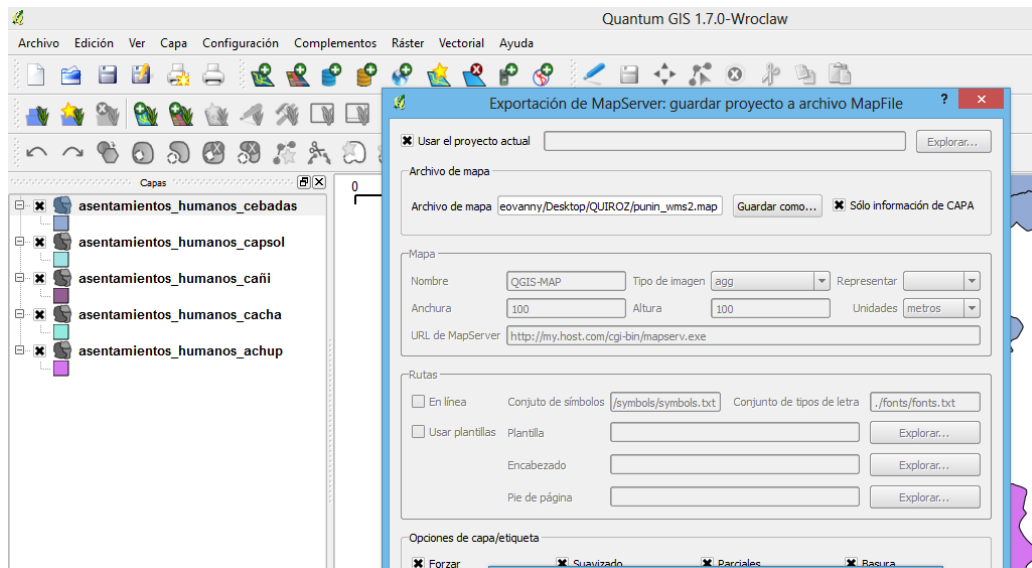 Quantum GIS 1.7.0-Wroclaw
Archivo Edición Ver Capa Configuración Complementos Ráster Vectorial Ayuda
Capas
asentamientos_humanos_cebadas
asentamientos_humanos_capsol
asentamientos_humanos_cañi
asentamientos_humanos_cacha
asentamientos_humanos_achup
0
Exportación de MapServer: guardar proyecto a archivo MapFile
Usar el proyecto actual Explorar...
Archivo de mapa
Archivo de mapa eovanny/Desktop/QUIROZ/punin_wms2.map Guardar como... Sólo información de CAPA
Mapa
Nombre QGIS-MAP Tipo de imagen agg Representar
Anchura 100 Altura 100 Unidades metros
URL de MapServer http://my.host.com/cgi-bin/mapserv.exe
Rutas
En línea Conjuto de símbolos /symbols/symbols.txt Conjunto de tipos de letra ./fonts/fonts.txt
Usar plantillas Plantilla Explorar...
Encabezado Explorar...
Pie de página Explorar...
Opciones de capa/etiqueta
Forzar Suavizado Parciales Basura